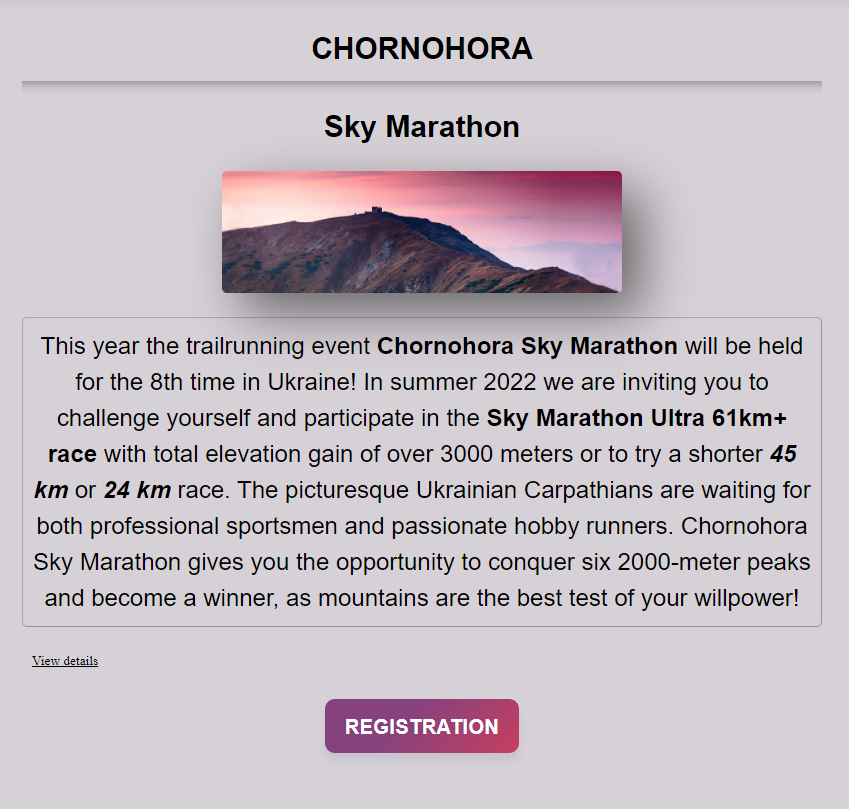 CHORNOHORA
Sky Marathon
This year the trailrunning event Chornohora Sky Marathon will be held
for the 8th time in Ukraine! In summer 2022 we are inviting you to
challenge yourself and participate in the Sky Marathon Ultra 61km+
race with total elevation gain of over 3000 meters or to try a shorter 45
km or 24 km race. The picturesque Ukrainian Carpathians are waiting for
both professional sportsmen and passionate hobby runners. Chornohora
Sky Marathon gives you the opportunity to conquer six 2000-meter peaks
and become a winner, as mountains are the best test of your willpower!
View details
REGISTRATION